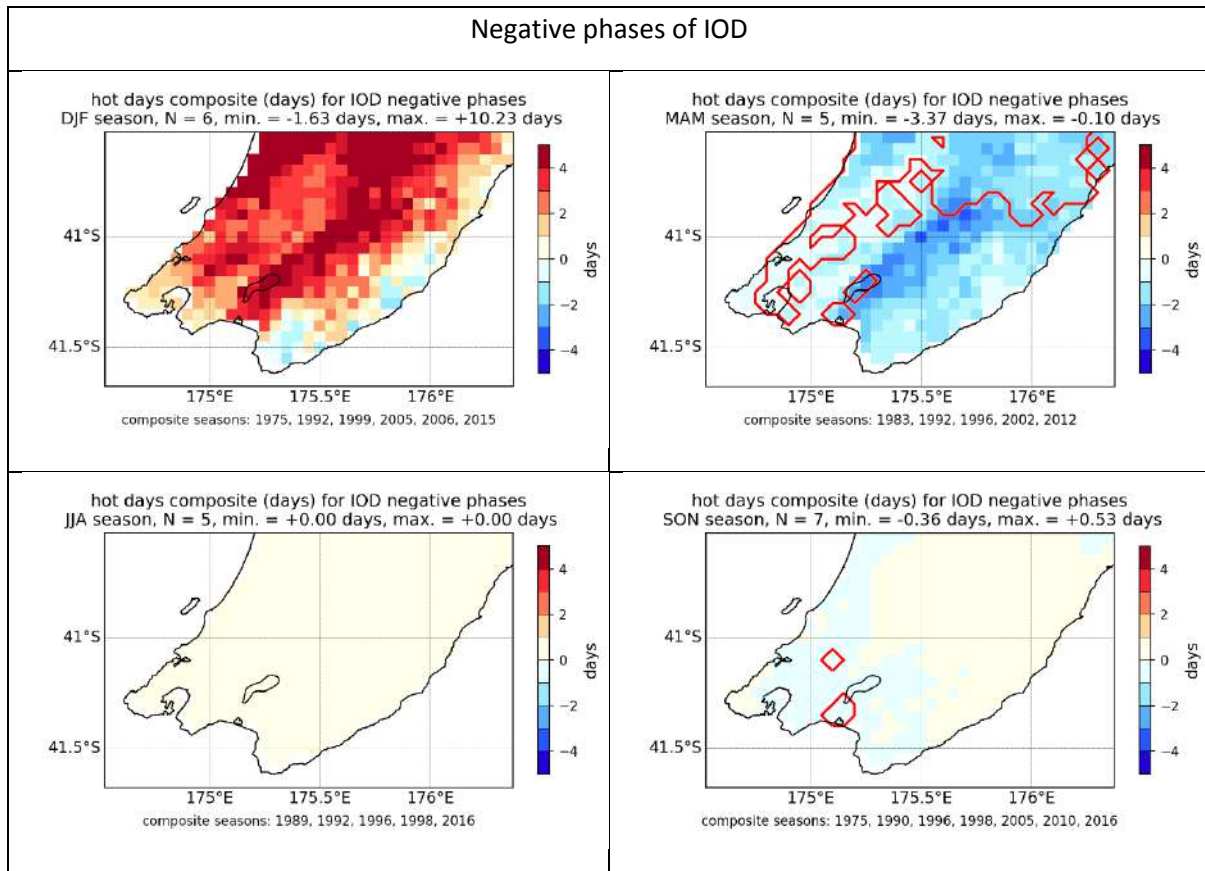 Negative phases of IOD
hot days composite (days) for IOD negative phases
DJF season, N = 6, min. = -1.63 days, max. = +10.23 days
4
2
0
−2
−4
days
41°S
41.5°S
175°E
175.5°E
176°E
composite seasons: 1975, 1992, 1999, 2005, 2006, 2015
hot days composite (days) for IOD negative phases
MAM season, N = 5, min. = -3.37 days, max. = -0.10 days
4
2
0
−2
−4
days
41°S
41.5°S
175°E
175.5°E
176°E
composite seasons: 1983, 1992, 1996, 2002, 2012
hot days composite (days) for IOD negative phases
JJA season, N = 5, min. = +0.00 days, max. = +0.00 days
4
2
0
−2
−4
days
41°S
41.5°S
175°E
175.5°E
176°E
composite seasons: 1989, 1992, 1996, 1998, 2016
hot days composite (days) for IOD negative phases
SON season, N = 7, min. = -0.36 days, max. = +0.53 days
4
2
0
−2
−4
days
41°S
41.5°S
175°E
175.5°E
176°E
composite seasons: 1975, 1990, 1996, 1998, 2005, 2010, 2016